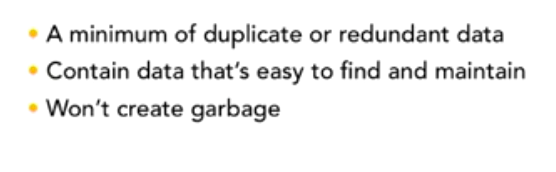 • A minimum of duplicate or redundant data
• Contain data that’s easy to find and maintain
• Won’t create garbage